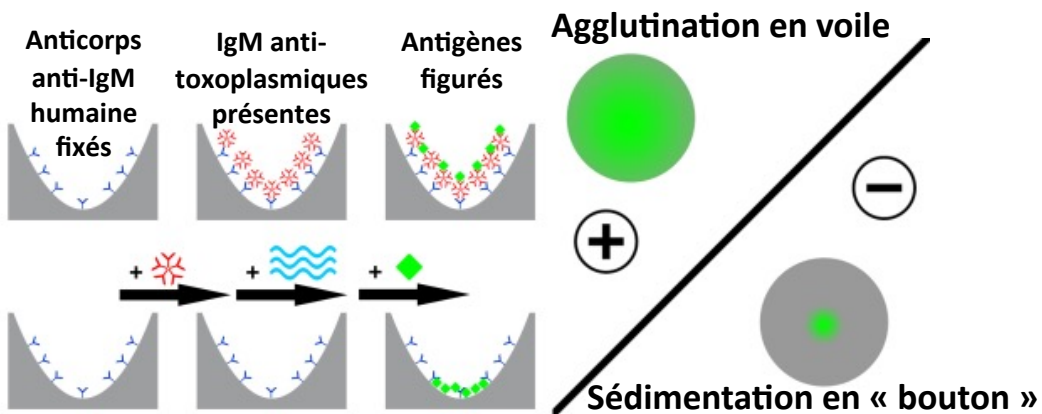 Anticorps
anti-IgM
humaine
fixés
IgM anti-
toxoplasmiques
présentes
Antigènes
figurés
Agglutination en voile
+
−
+
+
+
Sédimentation en « bouton »